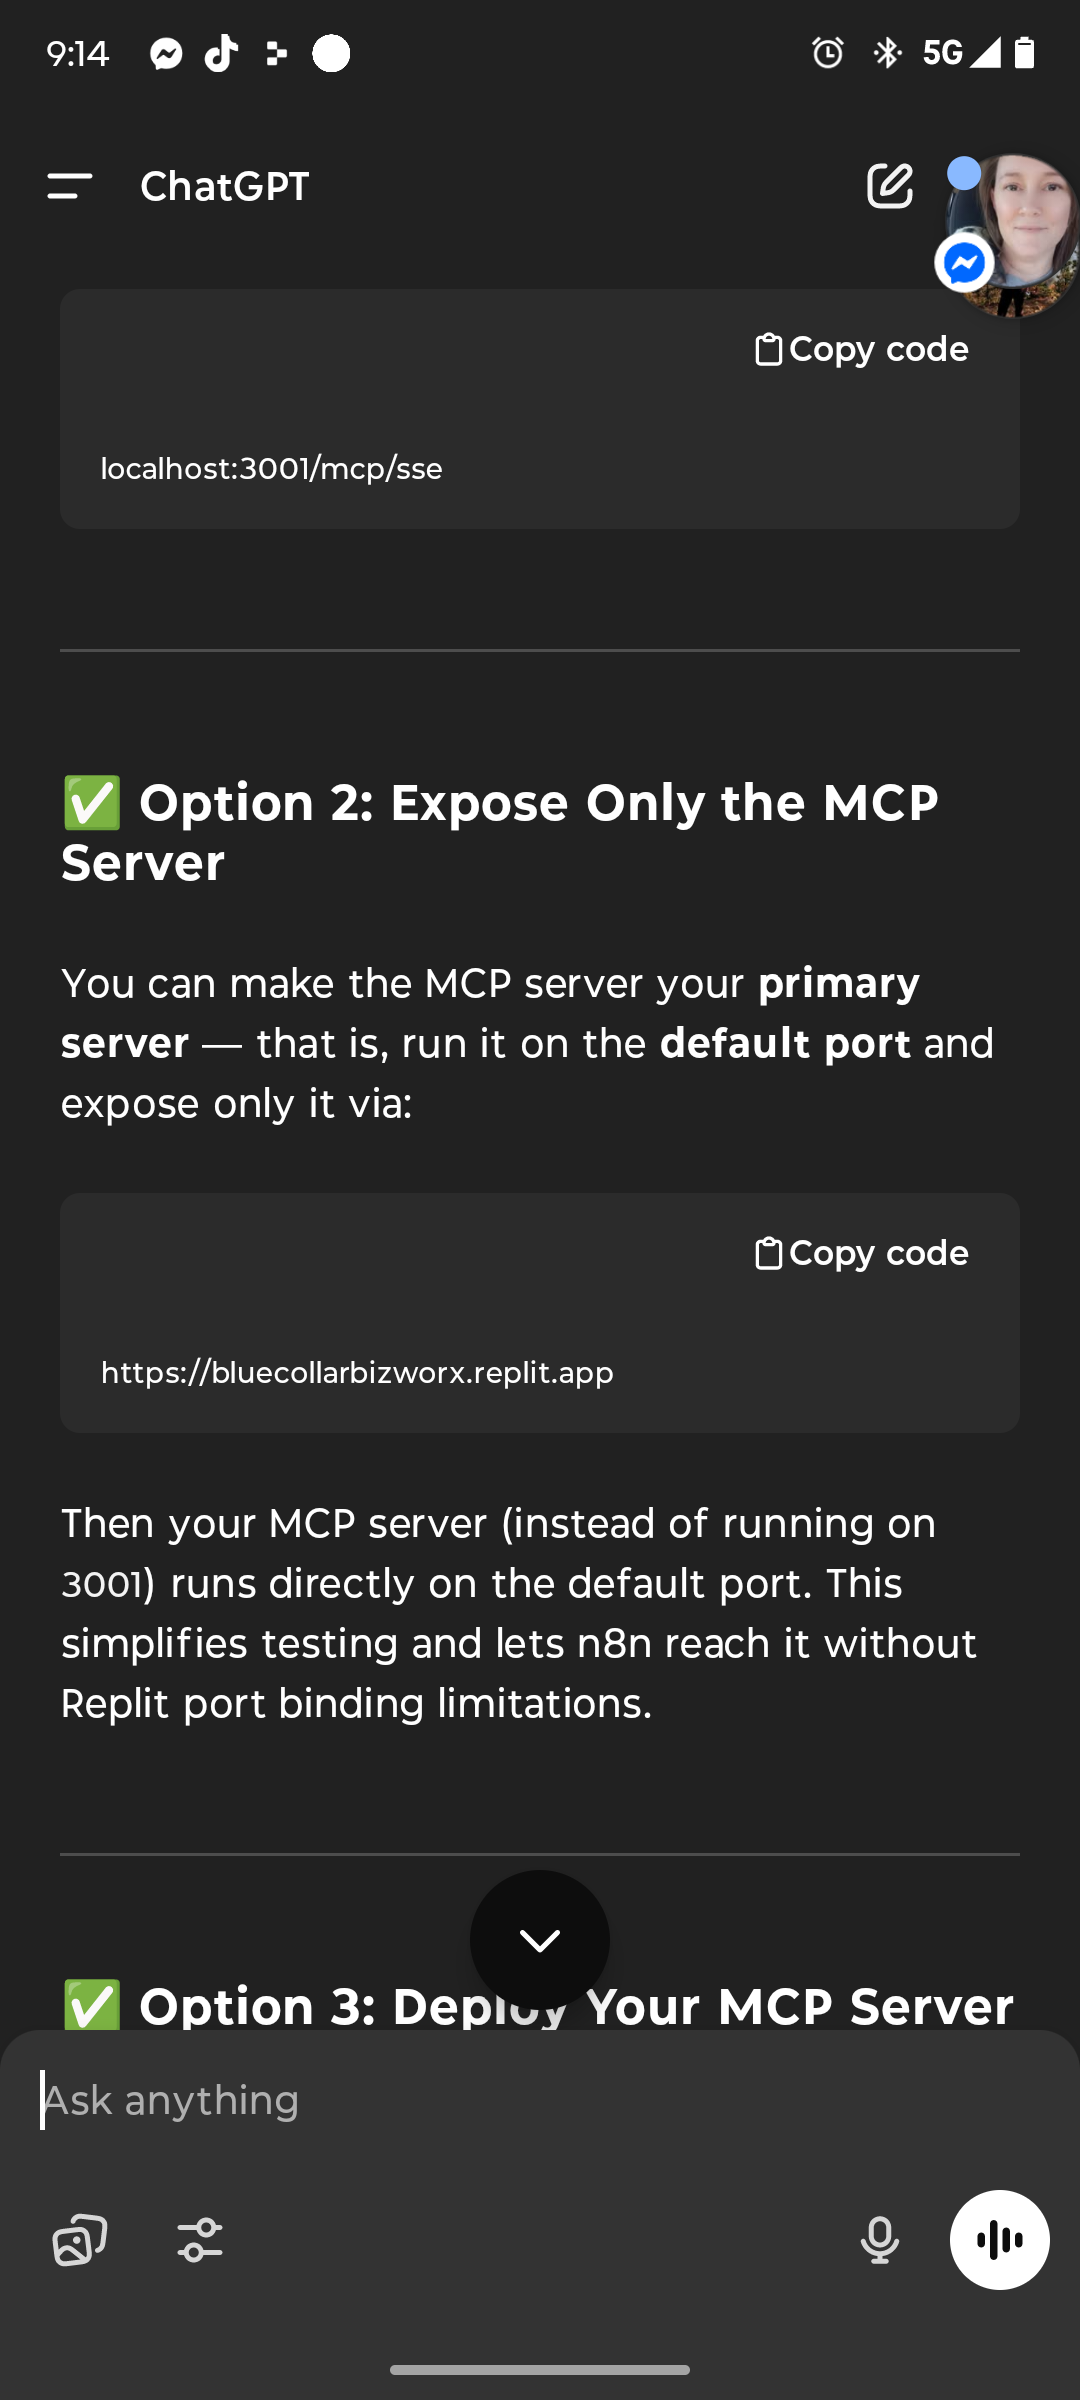 9:14
5G
ChatGPT
Copy code
localhost:3001/mcp/sse
✅ Option 2: Expose Only the MCP
Server
You can make the MCP server your primary
server — that is, run it on the default port and
expose only it via:
Copy code
https://bluecollarbizworx.replit.app
Then your MCP server (instead of running on
3001) runs directly on the default port. This
simplifies testing and lets n8n reach it without
Replit port binding limitations.
✅ Option 3: Deploy Your MCP Server
Ask anything